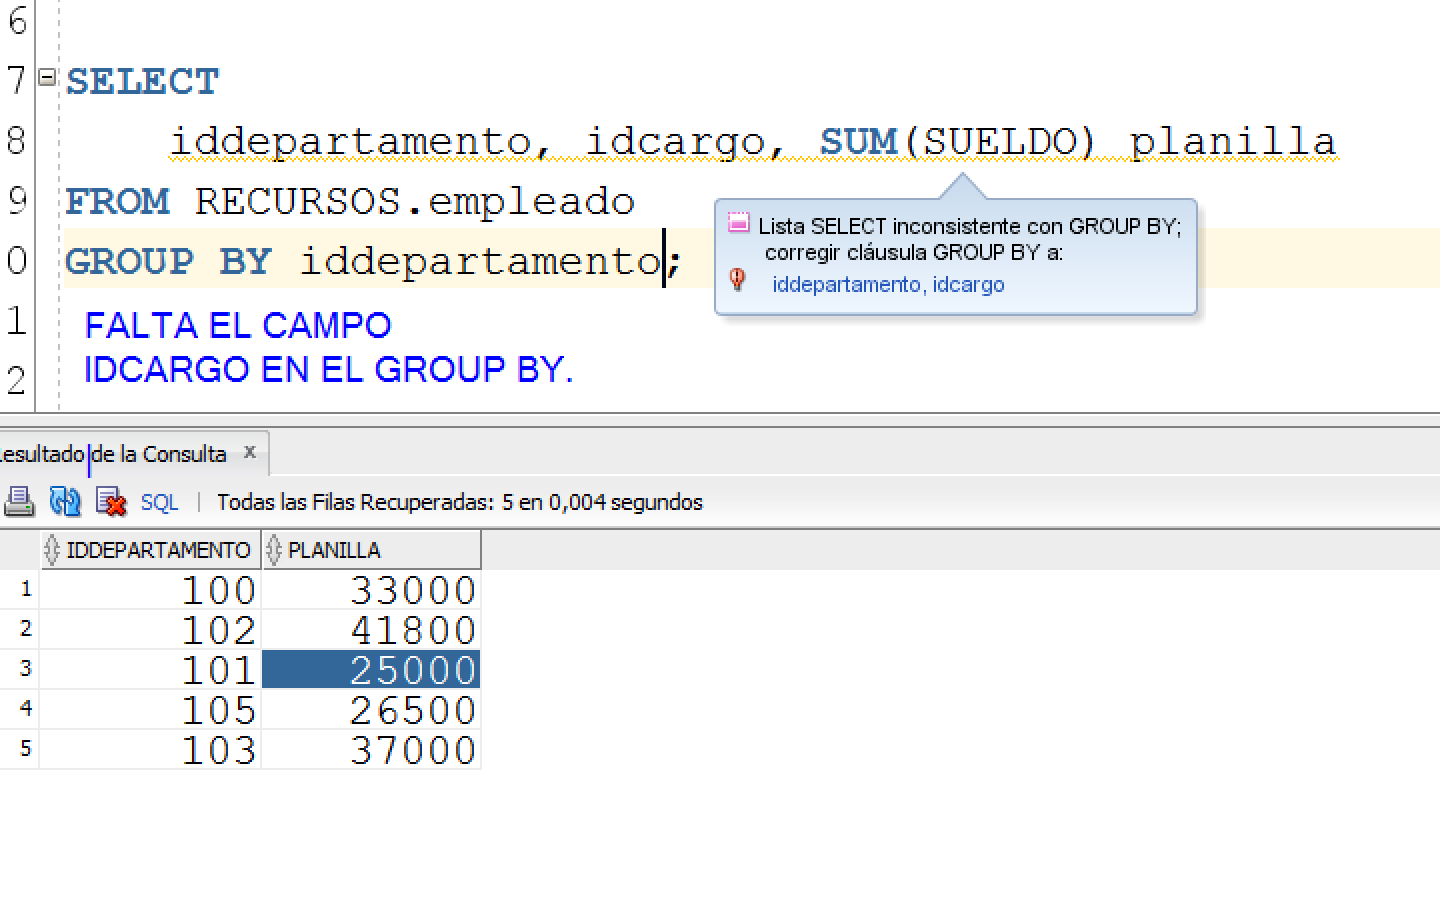 6
7 SELECT
8 iddepartamento, idcargo, SUM(SUELDO) planilla
9 FROM RECURSOS.empleado
0 GROUP BY iddepartamento;
Lista SELECT inconsistente con GROUP BY;
corregir cláusula GROUP BY a:
iddepartamento, idcargo
1 FALTA EL CAMPO
2 IDCARGO EN EL GROUP BY.
esultado de la Consulta x
SQL | Todas las Filas Recuperadas: 5 en 0,004 segundos
IDDEPARTAMENTO PLANILLA
1 100 33000
2 102 41800
3 101 25000
4 105 26500
5 103 37000